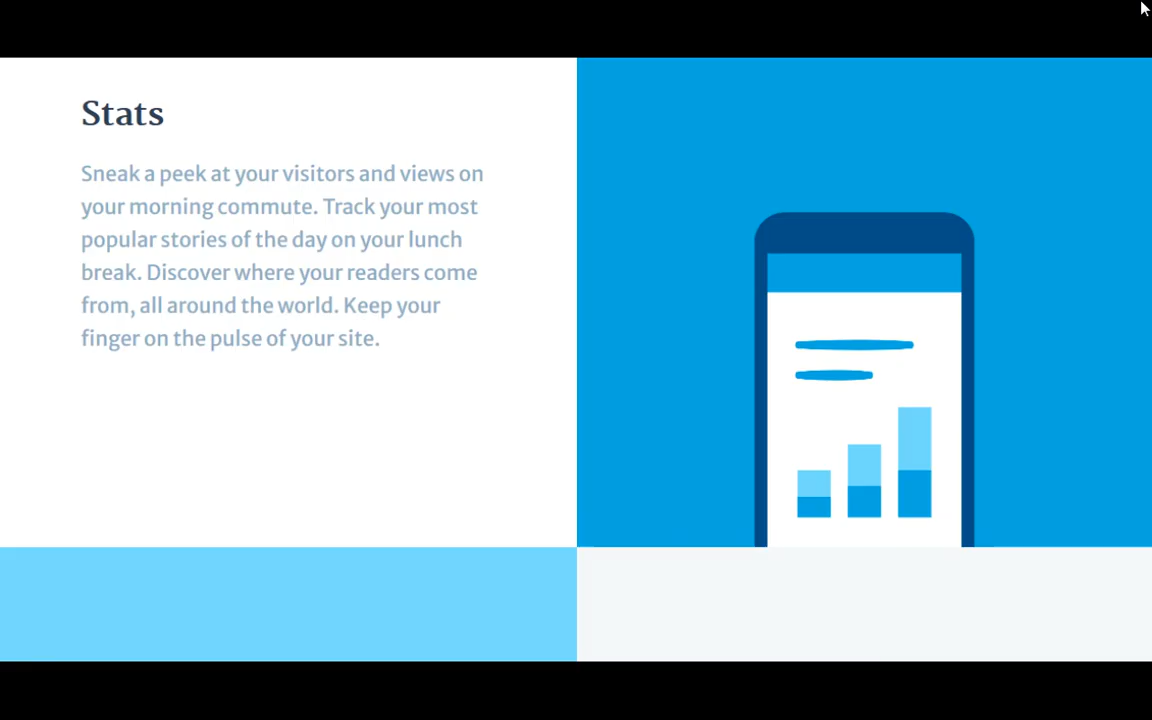 Stats
Sneak a peek at your visitors and views on
your morning commute. Track your most
popular stories of the day on your lunch
break. Discover where your readers come
from, all around the world. Keep your
finger on the pulse of your site.